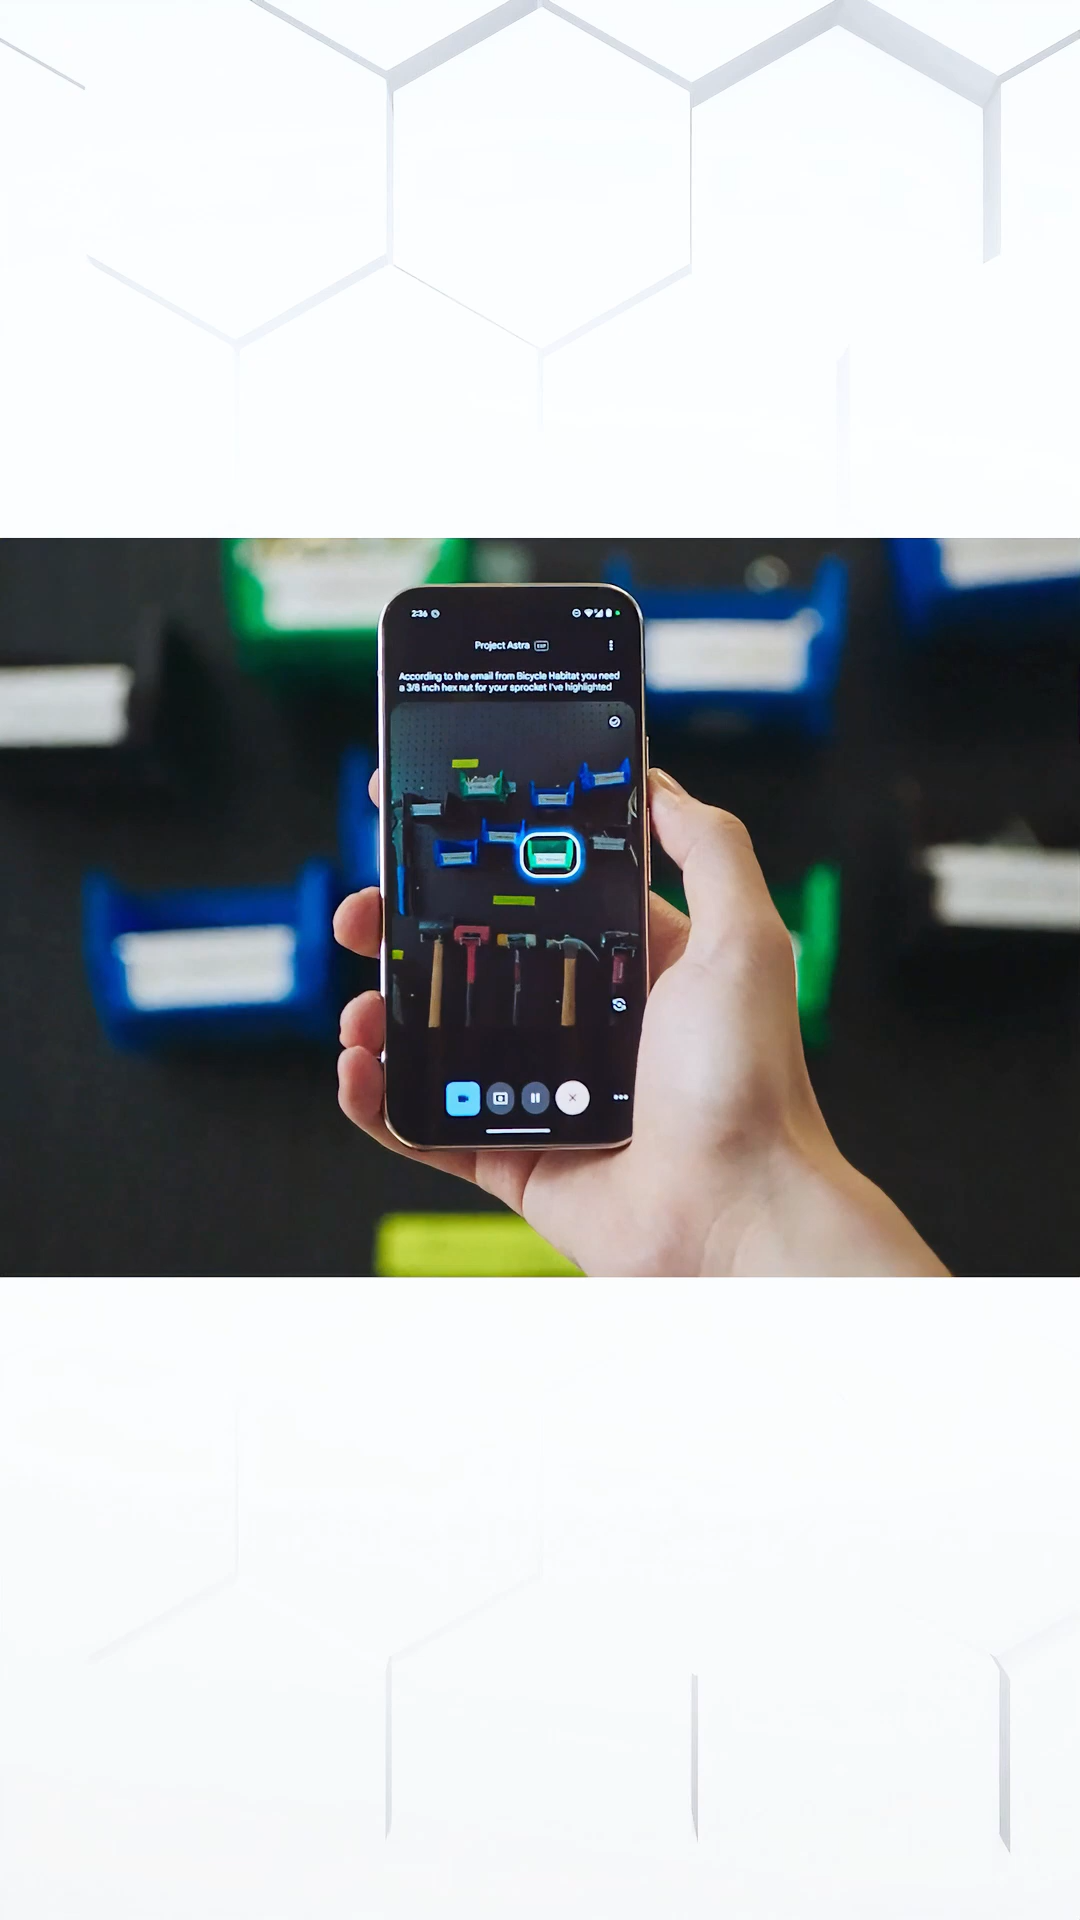 2:36
Project Astra EXP
According to the email from Bicycle Habitat you need
a 3/8 inch hex nut for your sprocket I've highlighted